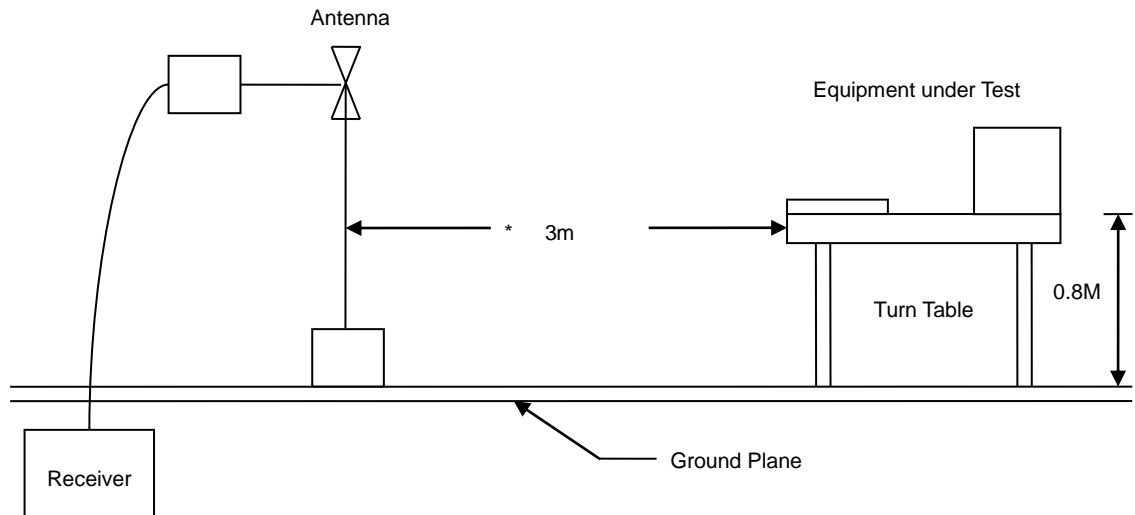 Antenna
Equipment under Test
* 3m
0.8M
Turn Table
Ground Plane
Receiver